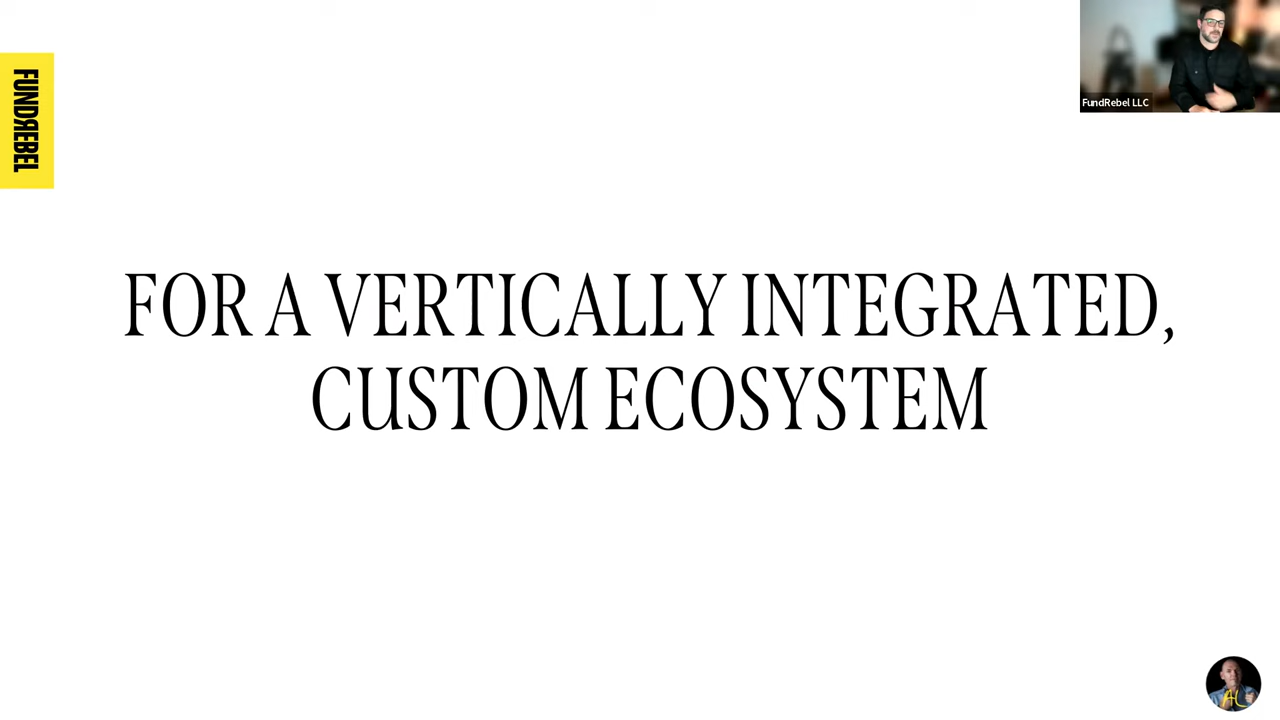 FUNDREBEL
FundRebel LLC
FOR A VERTICALLY INTEGRATED,
CUSTOM ECOSYSTEM